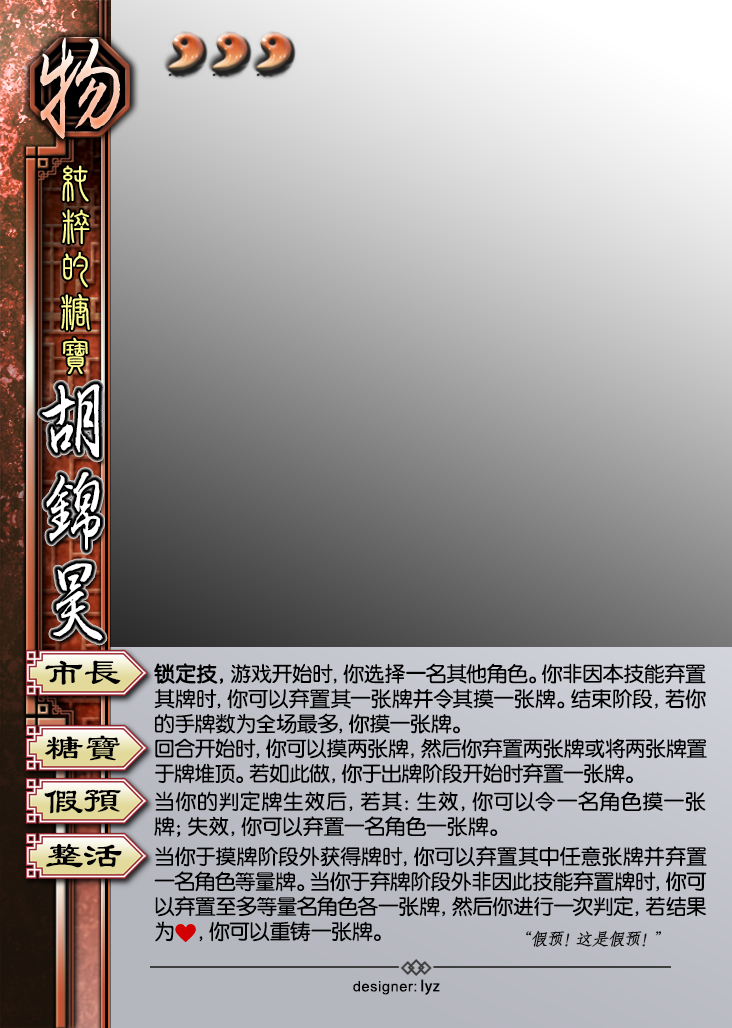 物
純粹的糖寶
胡錦昊
市長
锁定技, 游戏开始时, 你选择一名其他角色。你非因本技能弃置
其牌时, 你可以弃置其一张牌并令其摸一张牌。结束阶段, 若你
的手牌数为全场最多, 你摸一张牌。
糖寶
回合开始时, 你可以摸两张牌, 然后你弃置两张牌或将两张牌置
于牌堆顶。若如此做, 你于出牌阶段开始时弃置一张牌。
假預
当你的判定牌生效后, 若其: 生效, 你可以令一名角色摸一张
牌; 失效, 你可以弃置一名角色一张牌。
整活
当你于摸牌阶段外获得牌时, 你可以弃置其中任意张牌并弃置
一名角色等量牌。当你于弃牌阶段外非因此技能弃置牌时, 你可
以弃置至多等量名角色各一张牌, 然后你进行一次判定, 若结果
为♥, 你可以重铸一张牌。
“假预! 这是假预! ”
designer: lyz